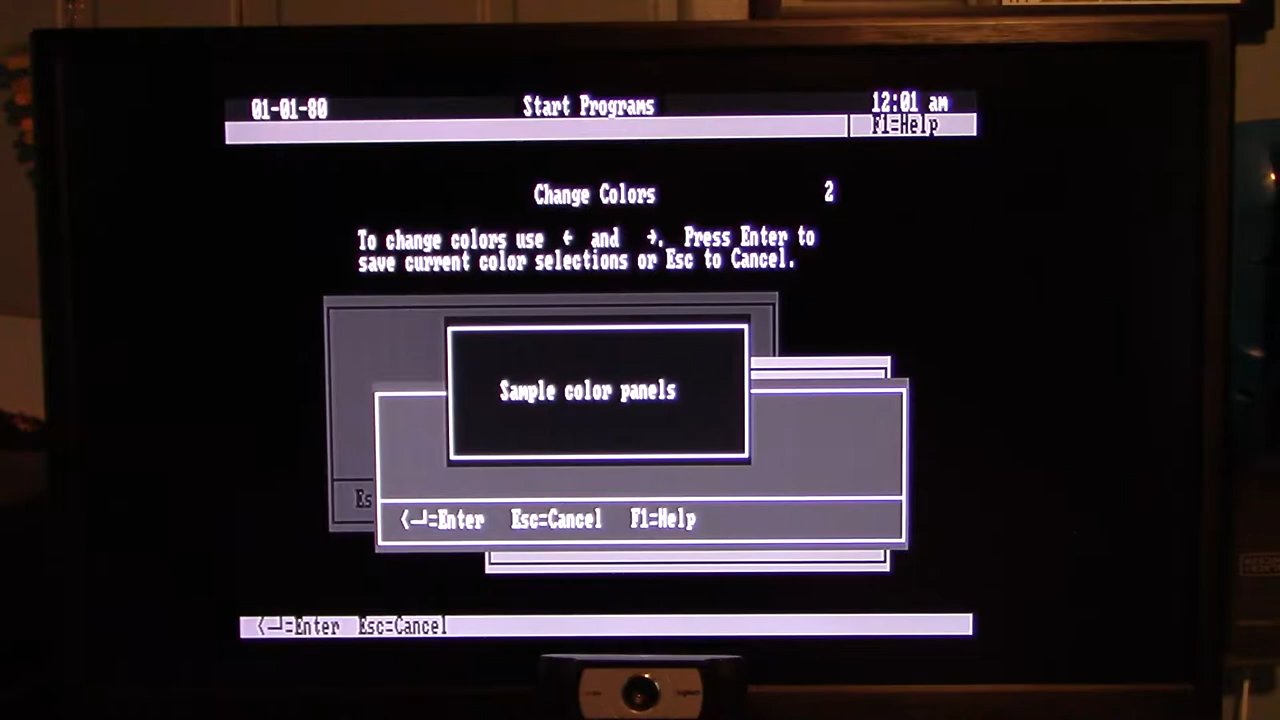 01-01-80 Start Programs 12:01 am
F1=Help
Change Colors 2
To change colors use ← and →. Press Enter to
save current color selections or Esc to Cancel.
Sample color panels
Es
<─┘=Enter Esc=Cancel F1=Help
<─┘=Enter Esc=Cancel